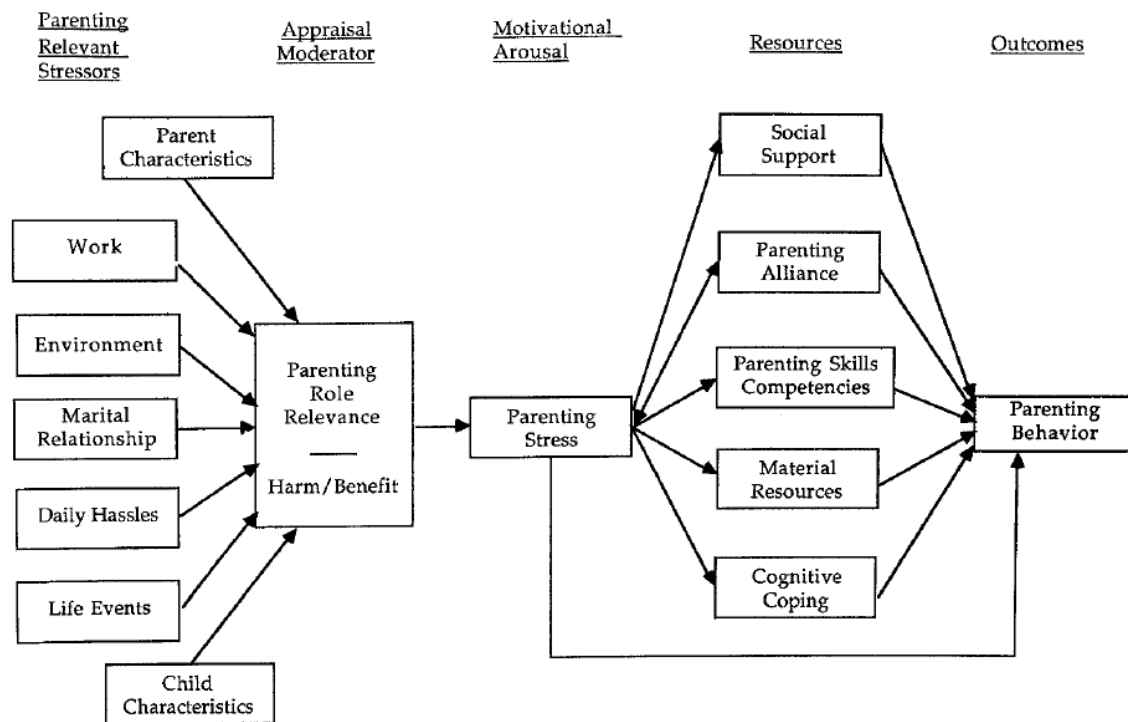 Parenting
Relevant
Stressors
Appraisal
Moderator
Motivational
Arousal
Resources
Outcomes
Parent
Characteristics
Work
Environment
Marital
Relationship
Daily Hassles
Life Events
Child
Characteristics
Parenting
Role
Relevance
Harm/Benefit
Parenting
Stress
Social
Support
Parenting
Alliance
Parenting Skills
Competencies
Material
Resources
Cognitive
Coping
Parenting
Behavior